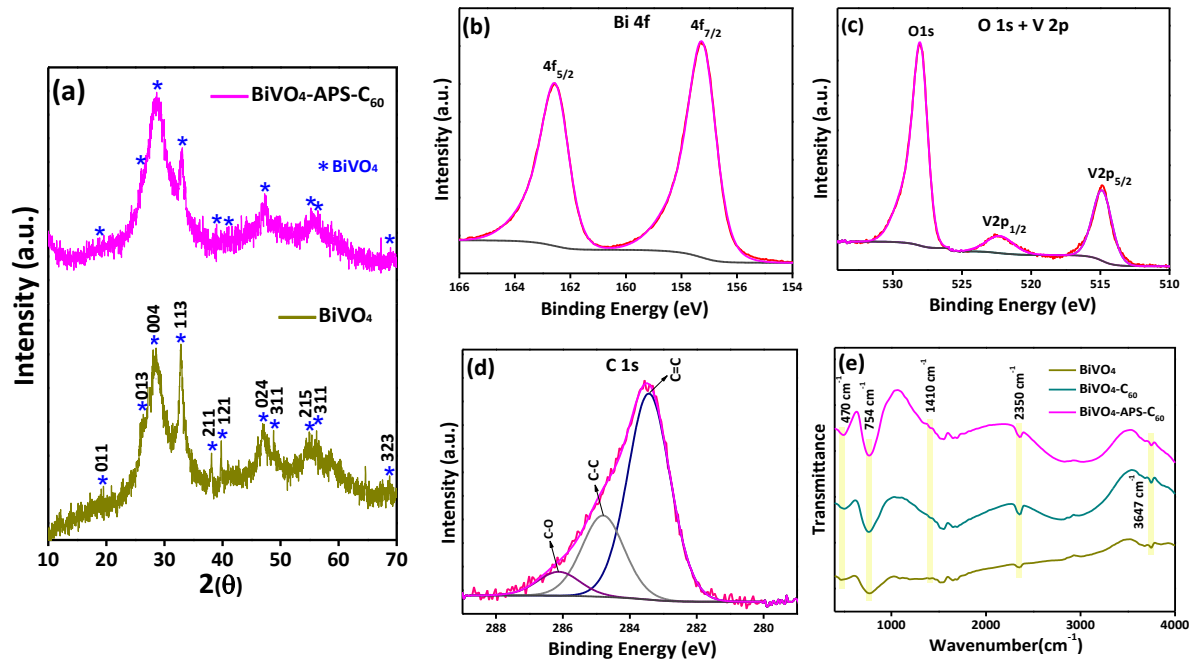 (a)
BiVO₄-APS-C₆₀
* BiVO₄
BiVO₄
011
013
004
113
211
121
024
311
215
311
323
Intensity (a.u.)
10 20 30 40 50 60 70
2(θ)
(b)
Bi 4f
4f₅/₂
4f₇/₂
Intensity (a.u.)
166 164 162 160 158 156 154
Binding Energy (eV)
(c)
O 1s + V 2p
O1s
V2p₁/₂
V2p₅/₂
Intensity (a.u.)
530 525 520 515 510
Binding Energy (eV)
(d)
C 1s
C=C
C-C
C-O
Intensity (a.u.)
288 286 284 282 280
Binding Energy (eV)
(e)
BiVO₄
BiVO₄-C₆₀
BiVO₄-APS-C₆₀
470 cm⁻¹
754 cm⁻¹
1410 cm⁻¹
2350 cm⁻¹
3647 cm⁻¹
Transmittance
1000 2000 3000 4000
Wavenumber(cm⁻¹)